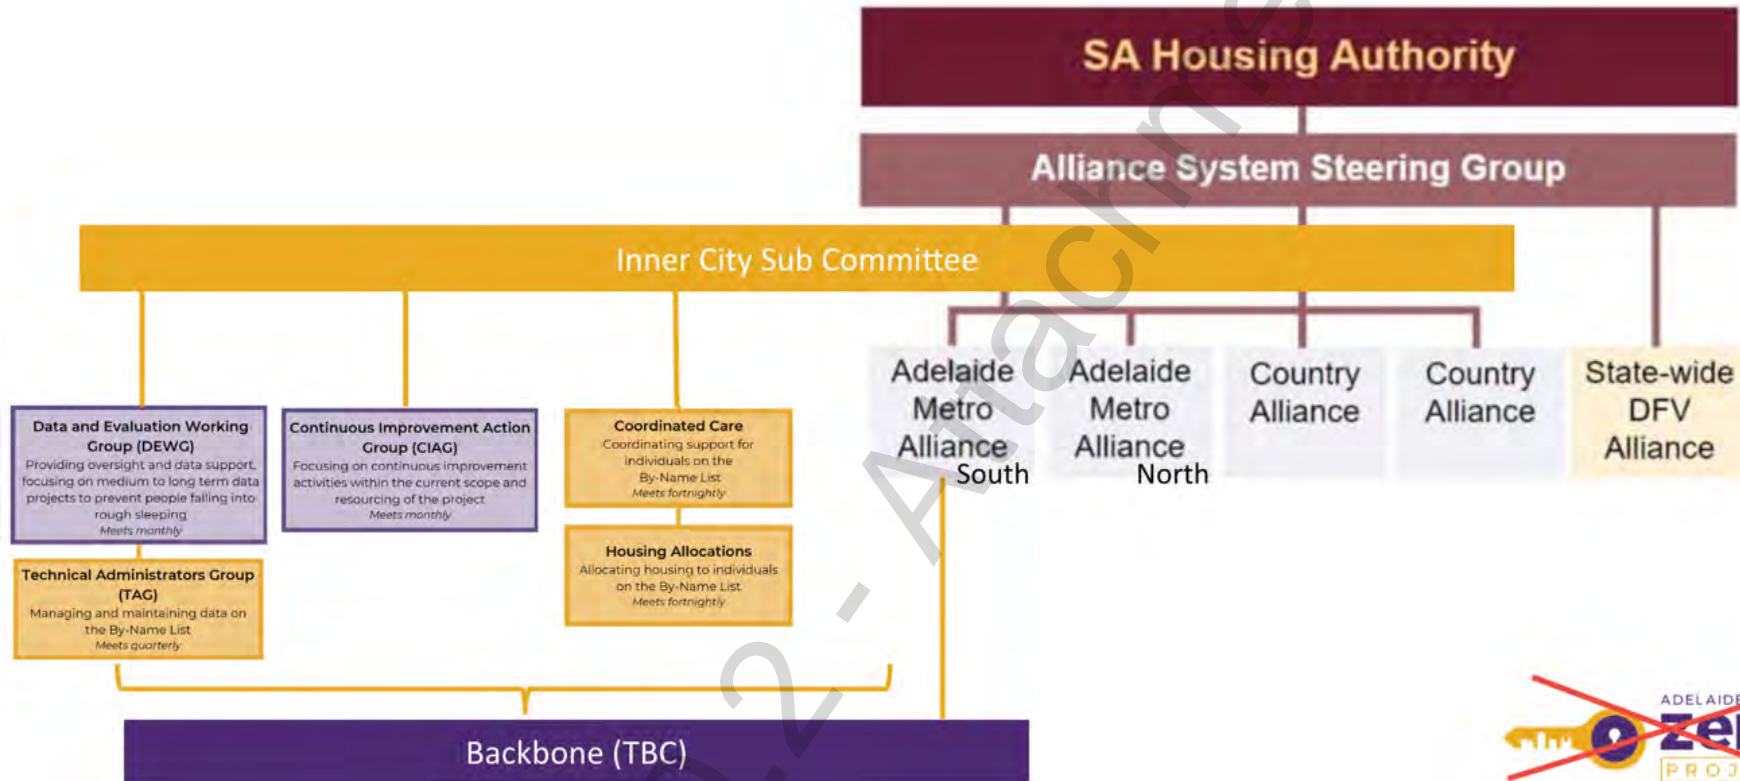 SA Housing Authority
Alliance System Steering Group
Inner City Sub Committee
Adelaide
Metro
Alliance
South
Adelaide
Metro
Alliance
North
Country
Alliance
Country
Alliance
State-wide
DFV
Alliance
Data and Evaluation Working
Group (DEWG)
Providing oversight and data support,
focusing on medium to long term data
projects to prevent people falling into
rough sleeping
Meets monthly
Continuous Improvement Action
Group (CIAG)
Focusing on continuous improvement
activities within the current scope and
resourcing of the project
Meets monthly
Coordinated Care
Coordinating support for
individuals on the
By-Name List
Meets fortnightly
Housing Allocations
Allocating housing to individuals
on the By-Name List
Meets fortnightly
Technical Administrators Group
(TAG)
Managing and maintaining data on
the By-Name List
Meets quarterly
Backbone (TBC)
ADELAIDE